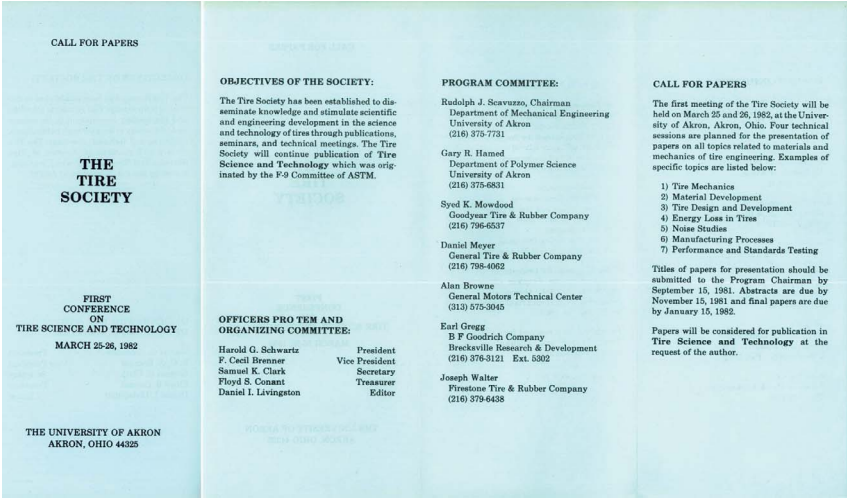 CALL FOR PAPERS
THE
TIRE
SOCIETY
FIRST
CONFERENCE
ON
TIRE SCIENCE AND TECHNOLOGY
MARCH 25-26, 1982
THE UNIVERSITY OF AKRON
AKRON, OHIO 44325
OBJECTIVES OF THE SOCIETY:
The Tire Society has been established to dis-
seminate knowledge and stimulate scientific
and engineering development in the science
and technology of tires through publications,
seminars, and technical meetings. The Tire
Society will continue publication of Tire
Science and Technology which was orig-
inated by the F-9 Committee of ASTM.
OFFICERS PRO TEM AND
ORGANIZING COMMITTEE:
Harold G. Schwartz President
F. Cecil Brenner Vice President
Samuel K. Clark Secretary
Floyd S. Conant Treasurer
Daniel I. Livingston Editor
PROGRAM COMMITTEE:
Rudolph J. Scavuzzo, Chairman
Department of Mechanical Engineering
University of Akron
(216) 375-7731
Gary R. Hamed
Department of Polymer Science
University of Akron
(216) 375-6831
Syed K. Mowdood
Goodyear Tire & Rubber Company
(216) 796-6537
Daniel Meyer
General Tire & Rubber Company
(216) 798-4062
Alan Browne
General Motors Technical Center
(313) 575-3045
Earl Gregg
B F Goodrich Company
Brecksville Research & Development
(216) 376-3121 Ext. 5302
Joseph Walter
Firestone Tire & Rubber Company
(216) 379-6438
CALL FOR PAPERS
The first meeting of the Tire Society will be
held on March 25 and 26, 1982, at the Univer-
sity of Akron, Akron, Ohio. Four technical
sessions are planned for the presentation of
papers on all topics related to materials and
mechanics of tire engineering. Examples of
specific topics are listed below:
1) Tire Mechanics
2) Material Development
3) Tire Design and Development
4) Energy Loss in Tires
5) Noise Studies
6) Manufacturing Processes
7) Performance and Standards Testing
Titles of papers for presentation should be
submitted to the Program Chairman by
September 15, 1981. Abstracts are due by
November 15, 1981 and final papers are due
by January 15, 1982.
Papers will be considered for publication in
Tire Science and Technology at the
request of the author.